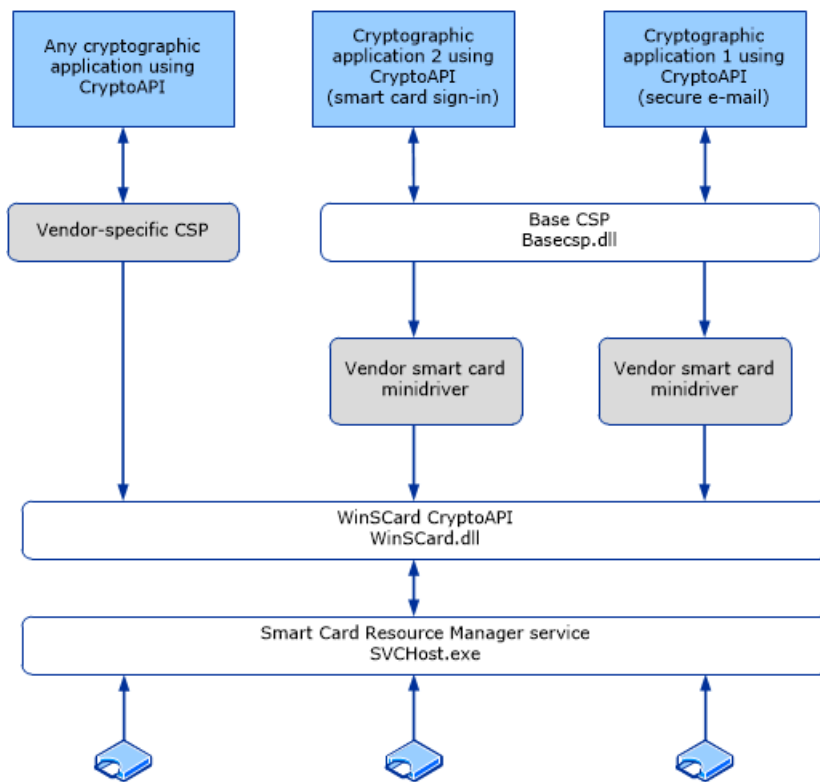 Any cryptographic
application using
CryptoAPI
Cryptographic
application 2 using
CryptoAPI
(smart card sign-in)
Cryptographic
application 1 using
CryptoAPI
(secure e-mail)
Vendor-specific CSP
Base CSP
Basecsp.dll
Vendor smart card
minidriver
Vendor smart card
minidriver
WinSCard CryptoAPI
WinSCard.dll
Smart Card Resource Manager service
SVCHost.exe